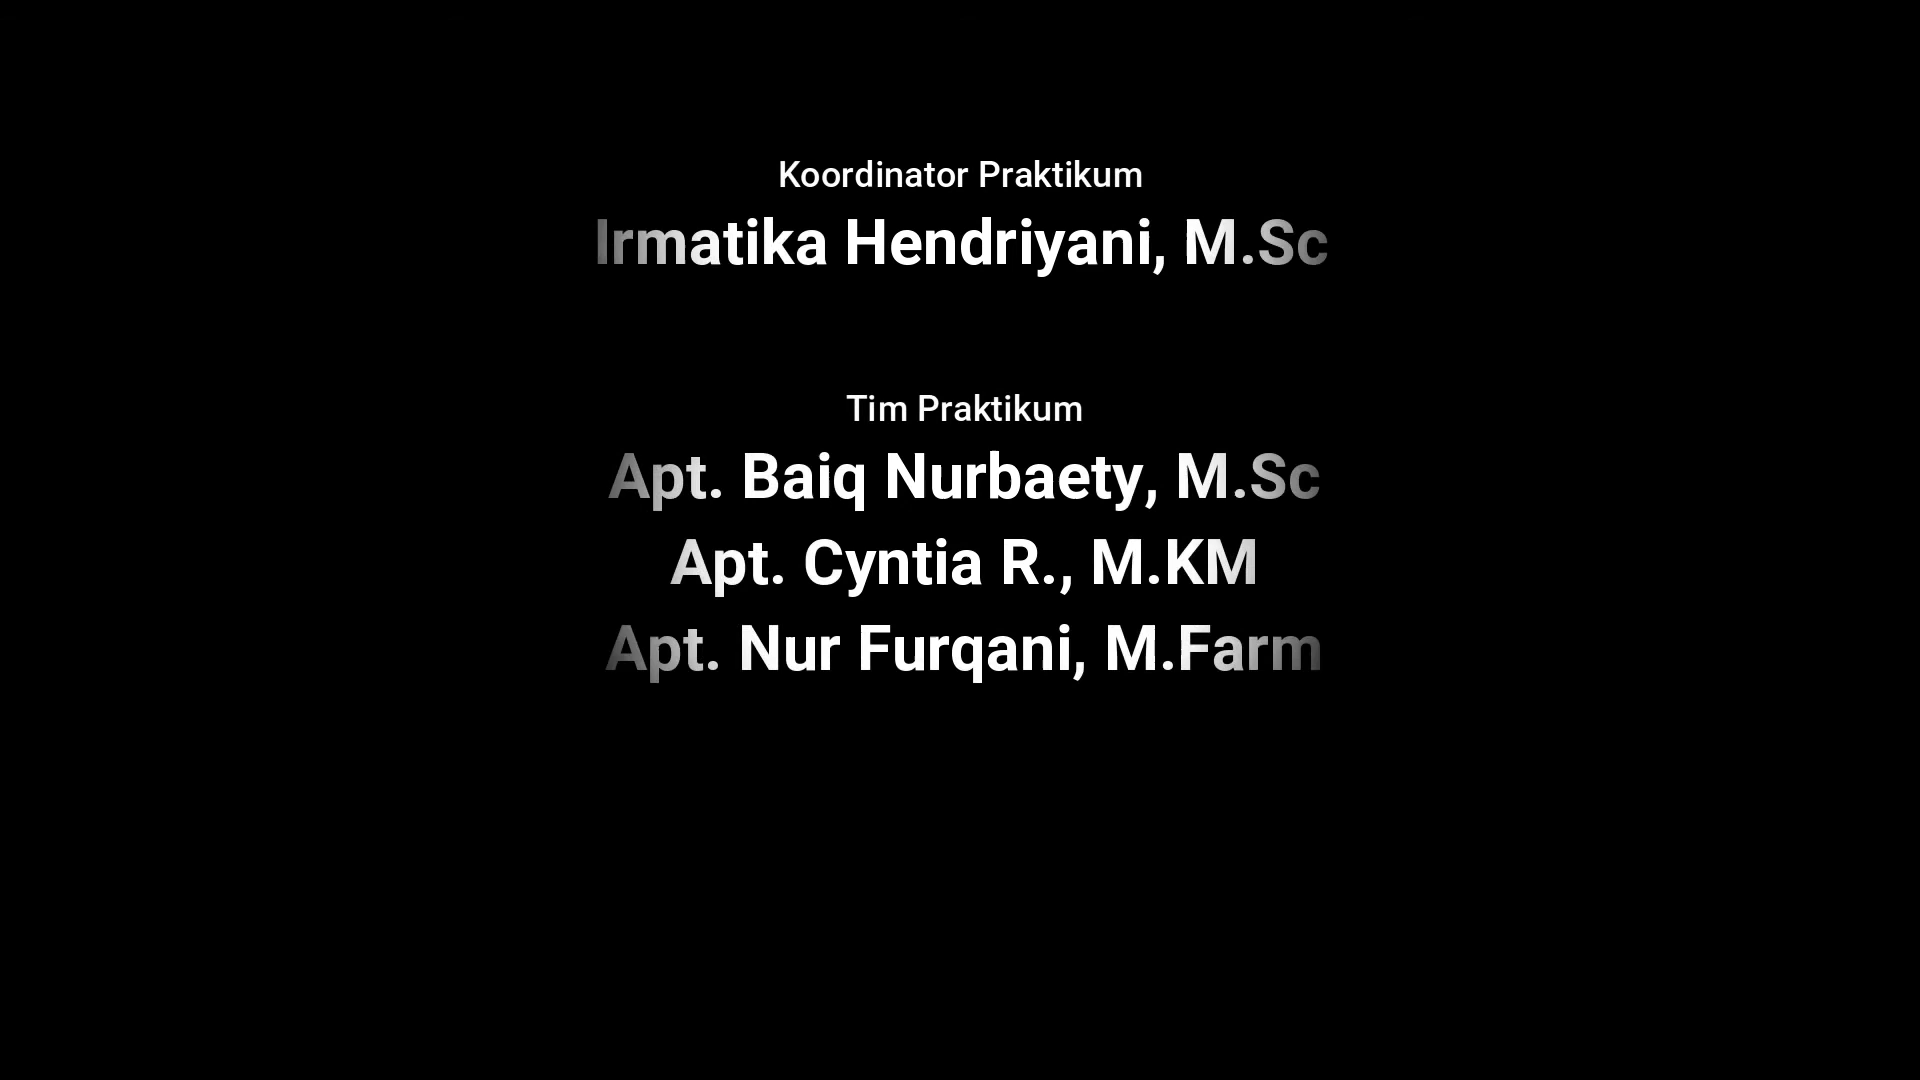 Koordinator Praktikum
Irmatika Hendriyani, M.Sc
Tim Praktikum
Apt. Baiq Nurbaety, M.Sc
Apt. Cyntia R., M.KM
Apt. Nur Furqani, M.Farm